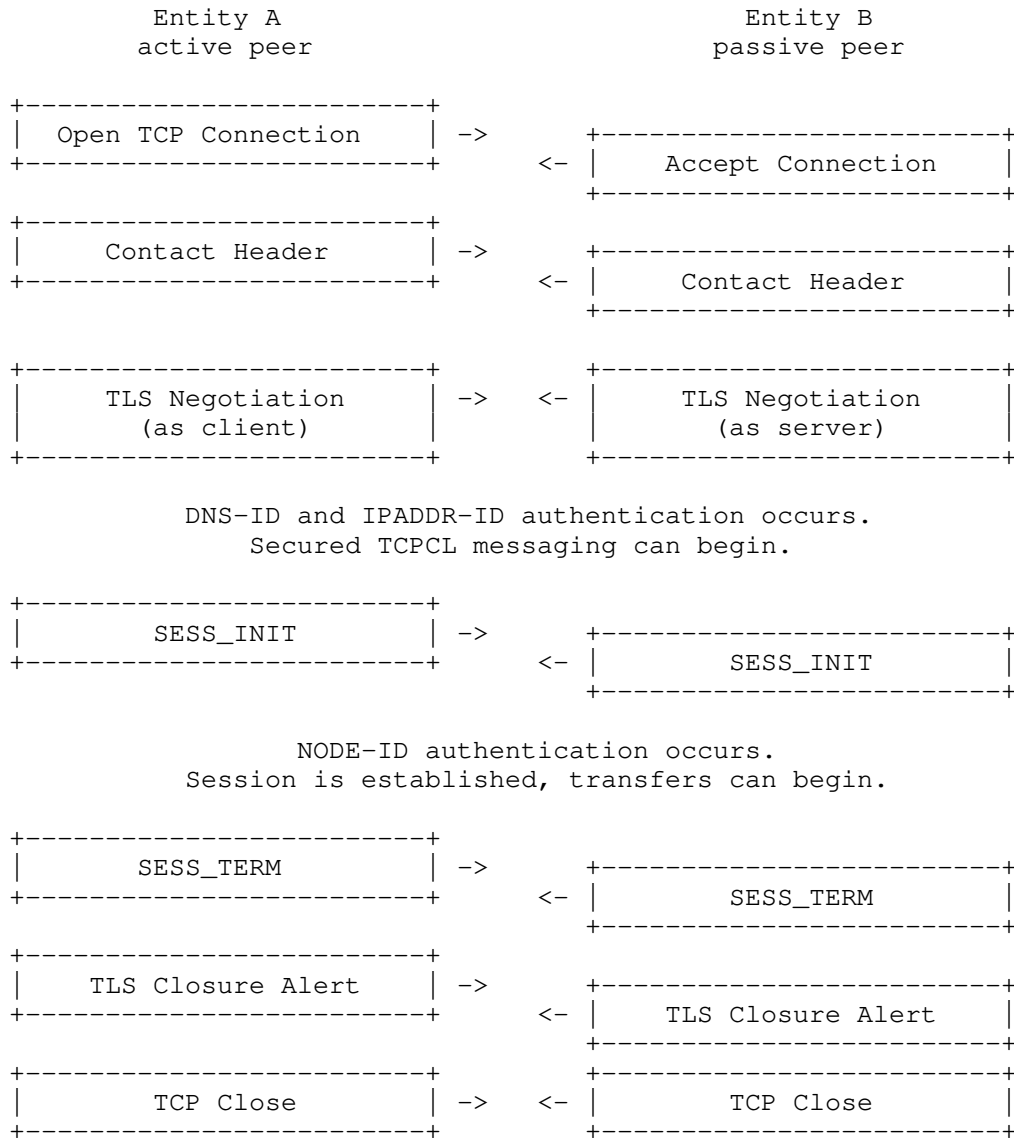 Entity A                             Entity B
active peer                         passive peer
+-------------------------+
|  Open TCP Connection    | ->      +-------------------------+
+-------------------------+      <- |    Accept Connection    |
                                    +-------------------------+
+-------------------------+
|     Contact Header      | ->      +-------------------------+
+-------------------------+      <- |     Contact Header      |
                                    +-------------------------+
+-------------------------+         +-------------------------+
|     TLS Negotiation     | ->   <- |     TLS Negotiation     |
|       (as client)       |         |       (as server)       |
+-------------------------+         +-------------------------+
DNS-ID and IPADDR-ID authentication occurs.
Secured TCPCL messaging can begin.
+-------------------------+
|        SESS_INIT        | ->      +-------------------------+
+-------------------------+      <- |        SESS_INIT        |
                                    +-------------------------+
NODE-ID authentication occurs.
Session is established, transfers can begin.
+-------------------------+
|       SESS_TERM         | ->      +-------------------------+
+-------------------------+      <- |        SESS_TERM        |
                                    +-------------------------+
+-------------------------+
|    TLS Closure Alert    | ->      +-------------------------+
+-------------------------+      <- |    TLS Closure Alert    |
                                    +-------------------------+
+-------------------------+         +-------------------------+
|        TCP Close        | ->   <- |        TCP Close        |
+-------------------------+         +-------------------------+